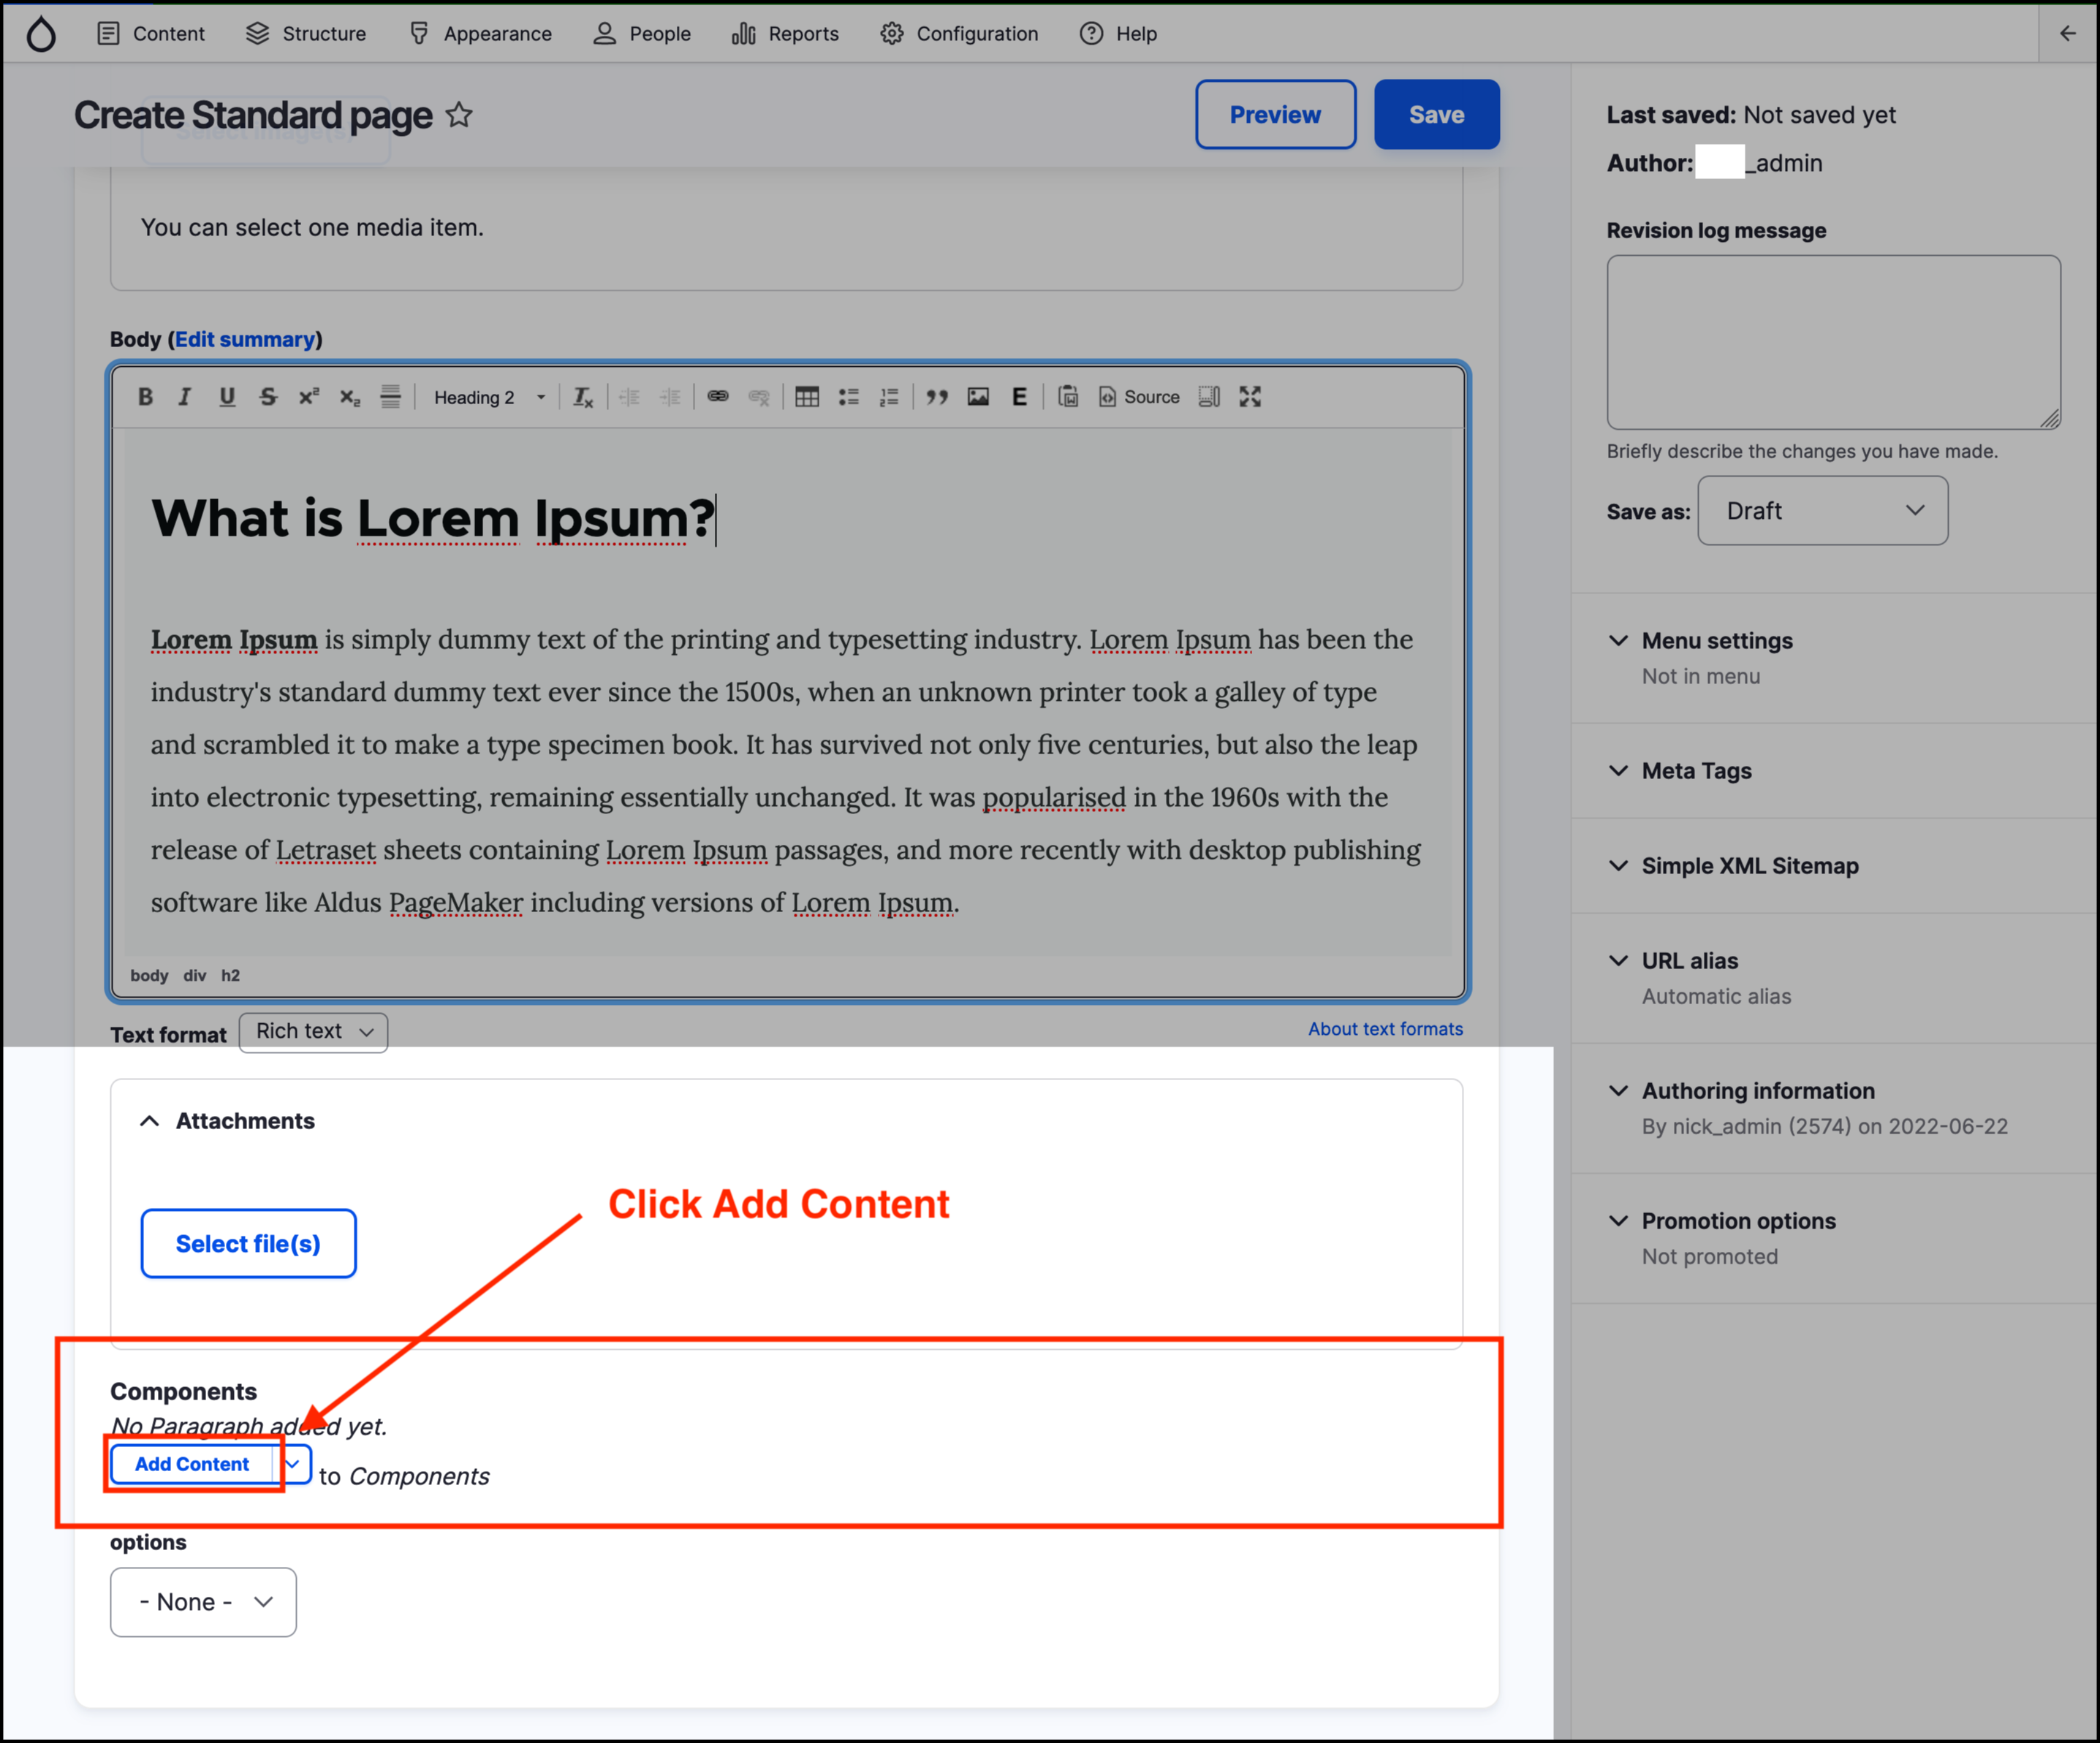 Content Structure Appearance People Reports Configuration Help
Create Standard page
Preview Save
You can select one media item.
Body (Edit summary)
B I U S x² x₂ Heading 2 Tx Source
What is Lorem Ipsum?
Lorem Ipsum is simply dummy text of the printing and typesetting industry. Lorem Ipsum has been the
industry's standard dummy text ever since the 1500s, when an unknown printer took a galley of type
and scrambled it to make a type specimen book. It has survived not only five centuries, but also the leap
into electronic typesetting, remaining essentially unchanged. It was popularised in the 1960s with the
release of Letraset sheets containing Lorem Ipsum passages, and more recently with desktop publishing
software like Aldus PageMaker including versions of Lorem Ipsum.
body div h2
Text format Rich text
About text formats
Attachments
Click Add Content
Select file(s)
Components
No Paragraph added yet.
Add Content to Components
options
- None -
Last saved: Not saved yet
Author: _admin
Revision log message
Briefly describe the changes you have made.
Save as: Draft
Menu settings
Not in menu
Meta Tags
Simple XML Sitemap
URL alias
Automatic alias
Authoring information
By nick_admin (2574) on 2022-06-22
Promotion options
Not promoted